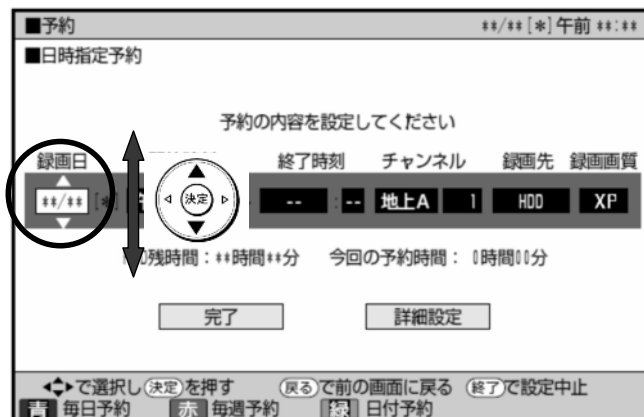 ■予約 **/**[*]午前 **:**
■日時指定予約
予約の内容を設定してください
録画日 終了時刻 チャンネル 録画先 録画画質
**/** [*] 決定 -- : -- 地上A 1 HDD XP
残時間：**時間**分 今回の予約時間： 0時間00分
完了 詳細設定
で選択し 決定 を押す 戻る で前の画面に戻る 終了 で設定中止
青 毎日予約 赤 毎週予約 緑 日付予約